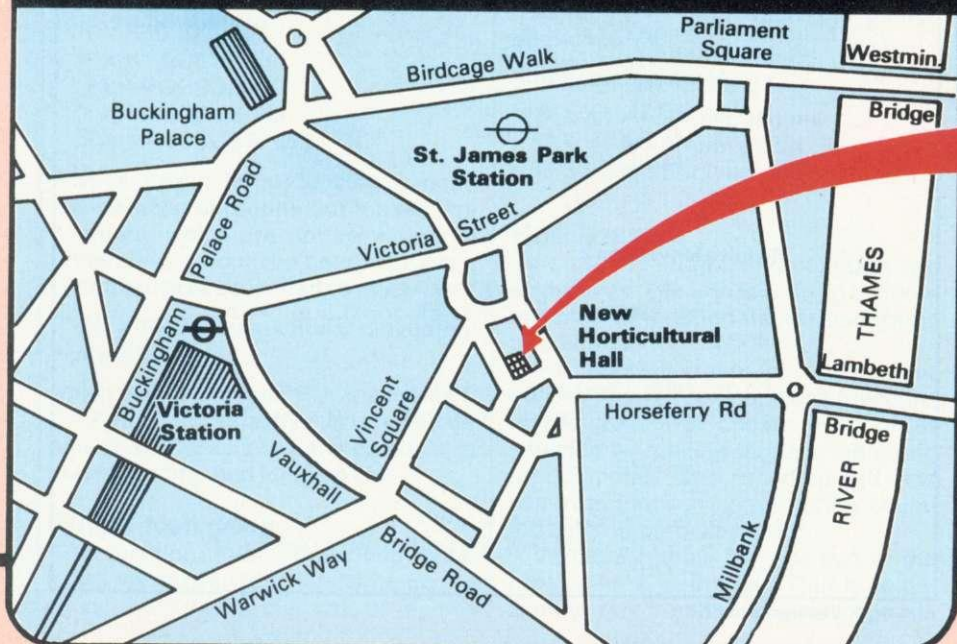 Parliament
Square
Westmin.
Birdcage Walk
Buckingham
Palace
Bridge
St. James Park
Station
Palace Road
Victoria Street
THAMES
New
Horticultural
Hall
Buckingham
Lambeth
Victoria
Station
Vincent
Square
Horseferry Rd
Vauxhall
Bridge
RIVER
Bridge Road
Millbank
Warwick Way